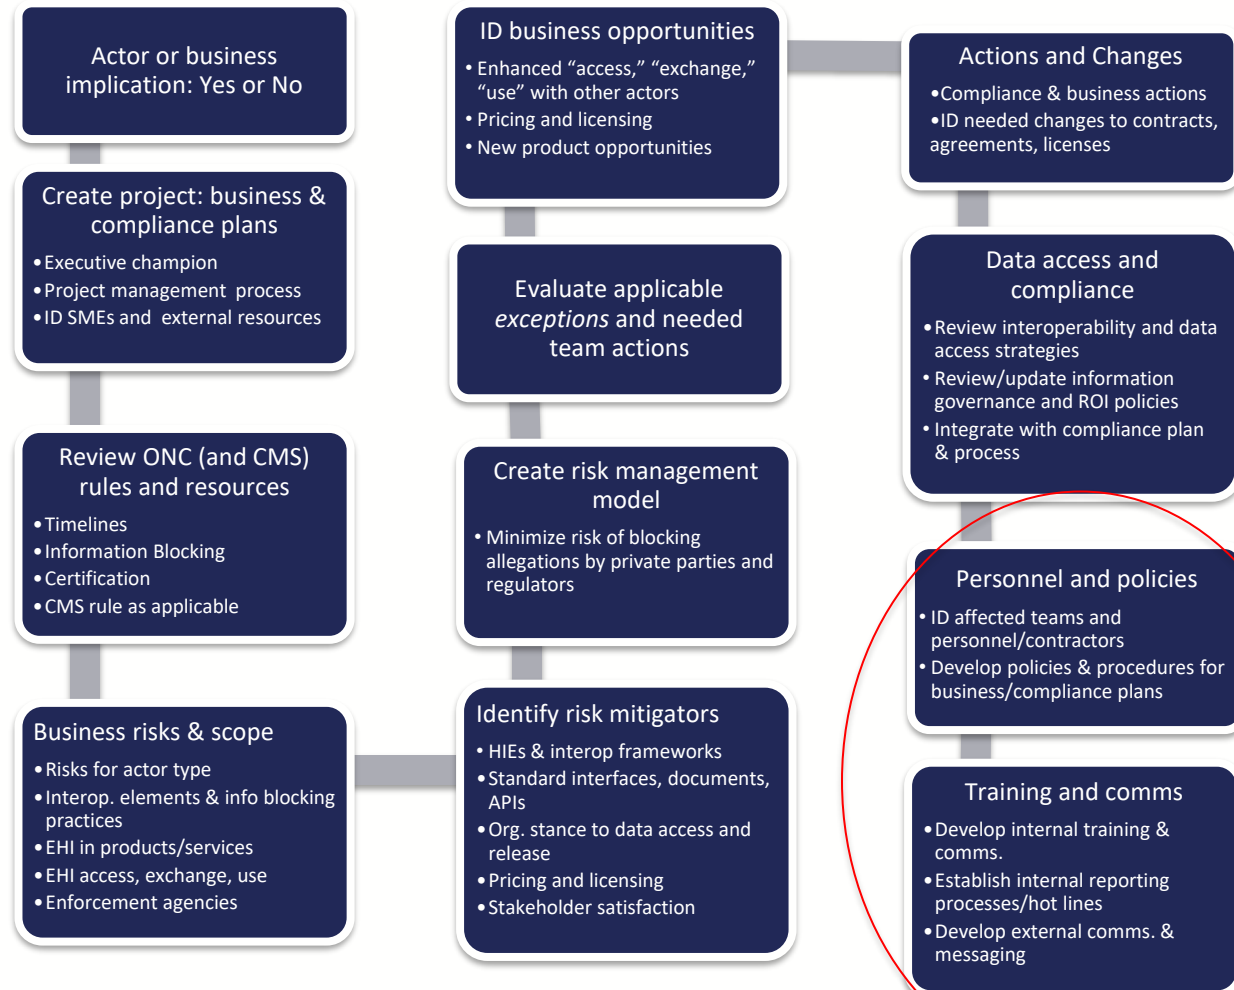 Actor or business
implication: Yes or No
Create project: business &
compliance plans
•Executive champion
•Project management process
•ID SMEs and external resources
Review ONC (and CMS)
rules and resources
•Timelines
•Information Blocking
•Certification
•CMS rule as applicable
Business risks & scope
•Risks for actor type
•Interop. elements & info blocking
practices
•EHI in products/services
•EHI access, exchange, use
•Enforcement agencies
Identify risk mitigators
• HIEs & interop frameworks
•Standard interfaces, documents,
APIs
•Org. stance to data access and
release
•Pricing and licensing
•Stakeholder satisfaction
Create risk management
model
• Minimize risk of blocking
allegations by private parties and
regulators
Evaluate applicable
exceptions and needed
team actions
ID business opportunities
• Enhanced “access,” “exchange,”
“use” with other actors
• Pricing and licensing
• New product opportunities
Actions and Changes
•Compliance & business actions
•ID needed changes to contracts,
agreements, licenses
Data access and
compliance
•Review interoperability and data
access strategies
• Review/update information
governance and ROI policies
•Integrate with compliance plan
& process
Personnel and policies
• ID affected teams and
personnel/contractors
• Develop policies & procedures for
business/compliance plans
Training and comms
•Develop internal training &
comms.
•Establish internal reporting
processes/hot lines
•Develop external comms. &
messaging